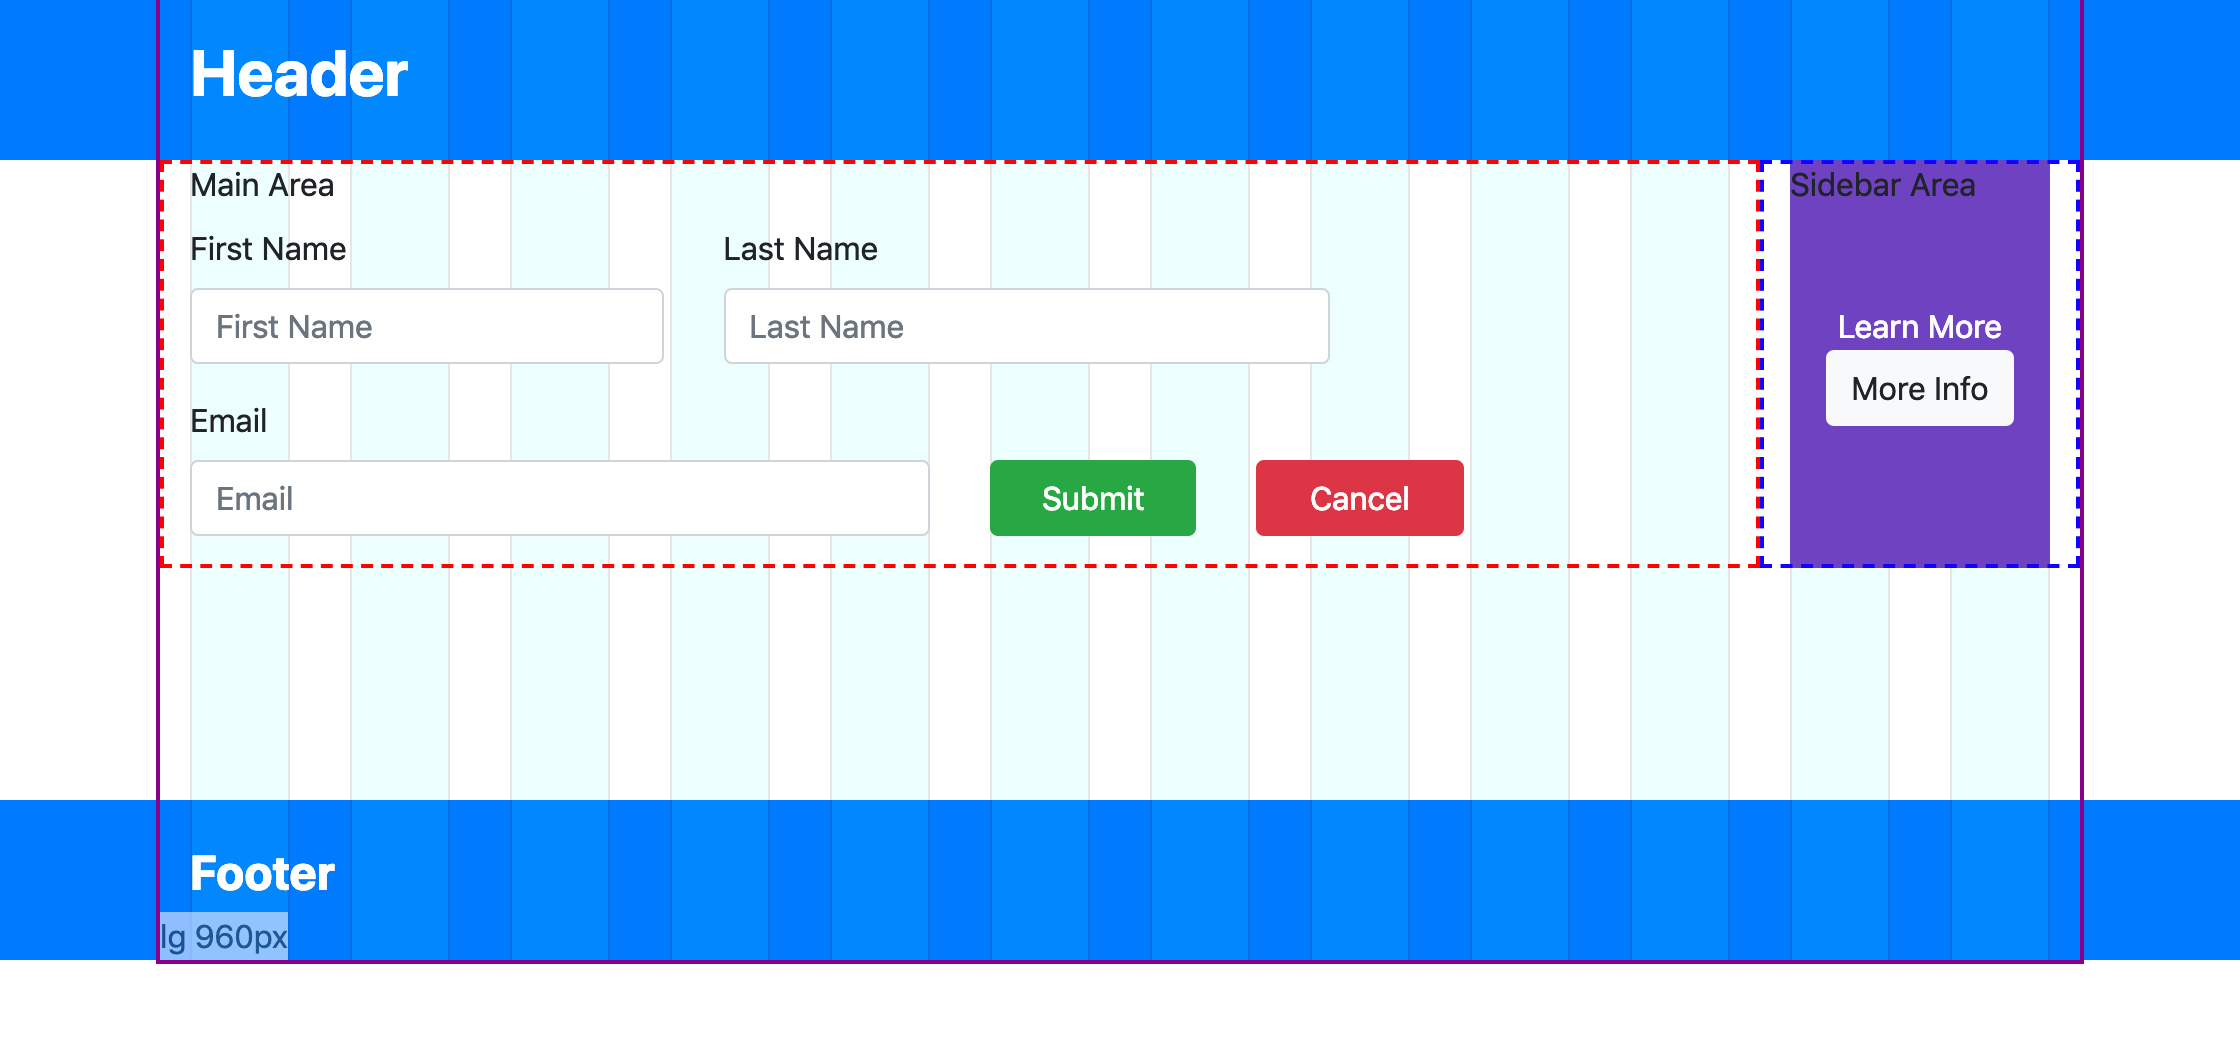 Header
Main Area
Sidebar Area
First Name
Last Name
First Name
Last Name
Learn More
More Info
Email
Email
Submit
Cancel
Footer
lg 960px